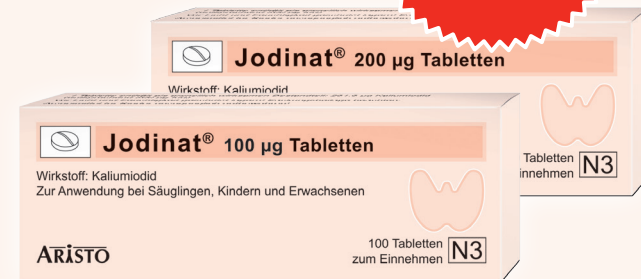 Jodinat® 200 µg Tabletten
Wirkstoff: Kaliumiodid
Tabletten
N3
Jodinat® 100 µg Tabletten
Wirkstoff: Kaliumiodid
Zur Anwendung bei Säuglingen, Kindern und Erwachsenen
ARISTO
100 Tabletten
zum Einnehmen N3